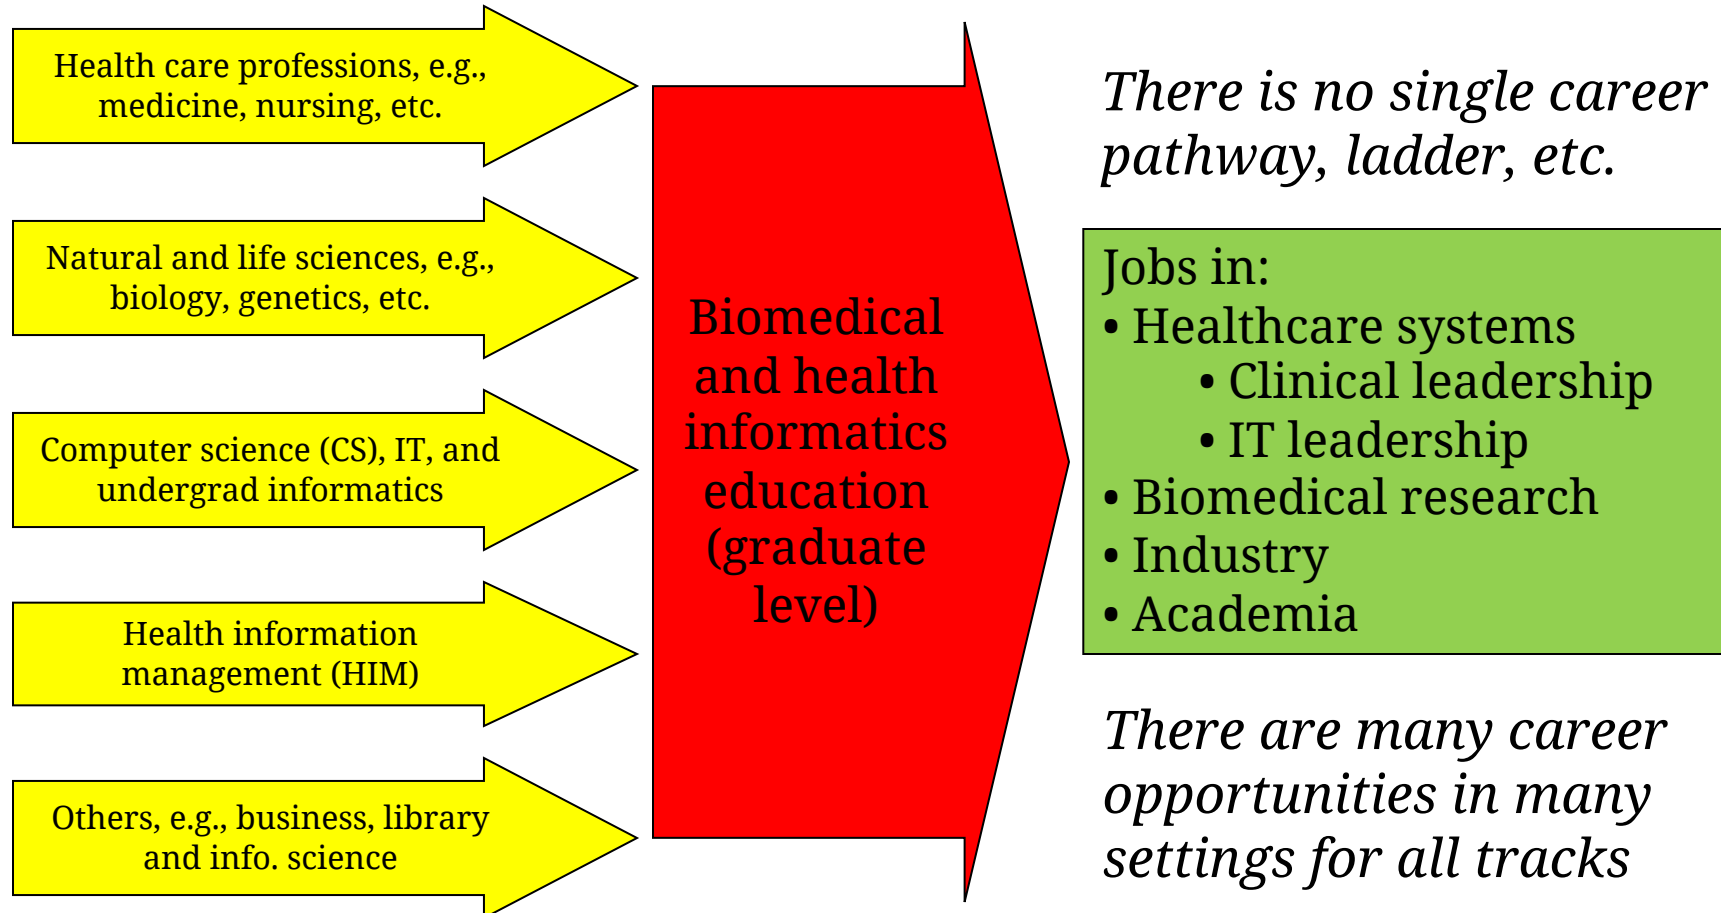 Health care professions, e.g.,
medicine, nursing, etc.
Natural and life sciences, e.g.,
biology, genetics, etc.
Computer science (CS), IT, and
undergrad informatics
Health information
management (HIM)
Others, e.g., business, library
and info. science
Biomedical
and health
informatics
education
(graduate
level)
There is no single career
pathway, ladder, etc.
Jobs in:
• Healthcare systems
• Clinical leadership
• IT leadership
• Biomedical research
• Industry
• Academia
There are many career
opportunities in many
settings for all tracks